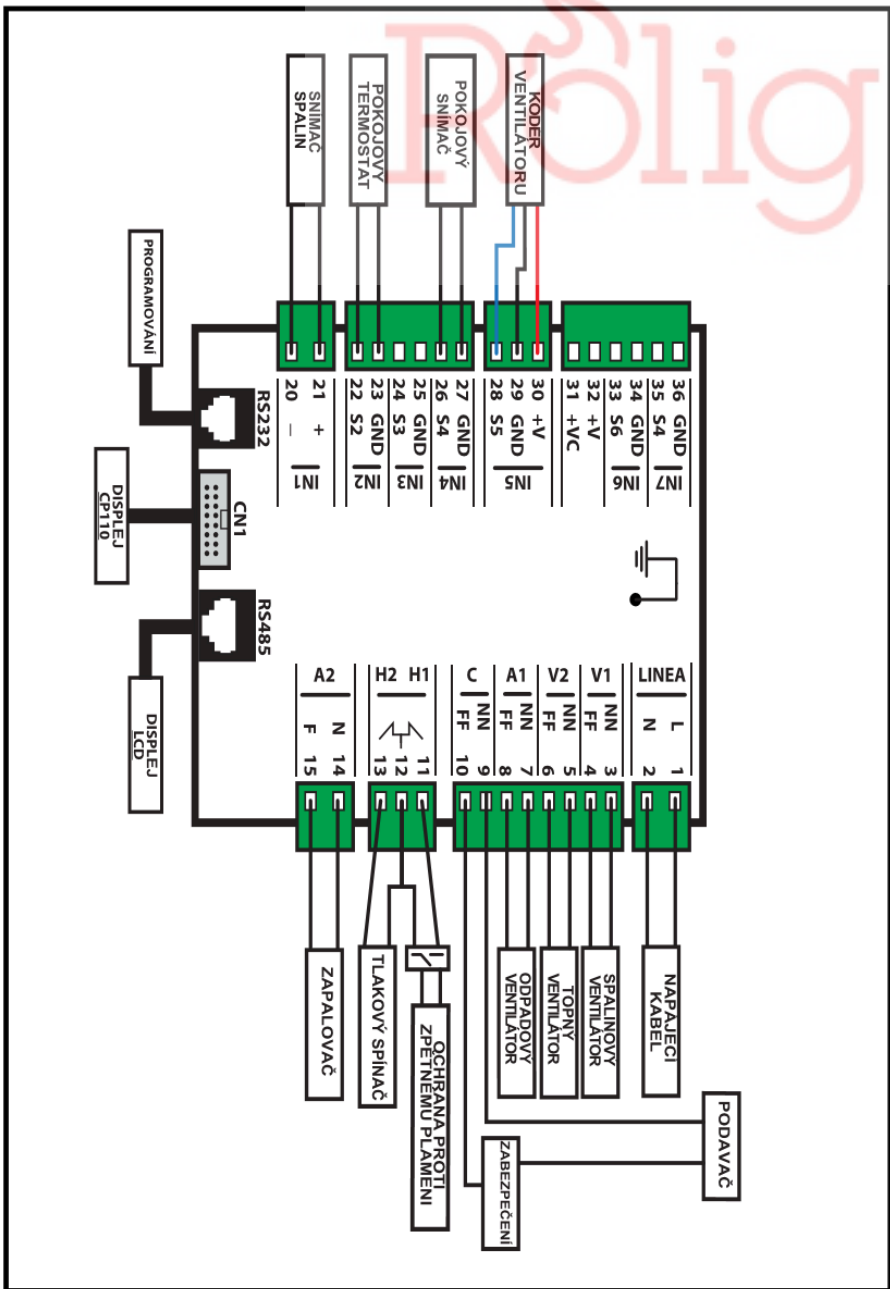 Rolig
SNÍMAČ
SPALIN
POKOJOVÝ
TERMOSTAT
POKOJOVÝ
SNÍMAČ
KODER
VENTILÁTORU
PROGRAMOVÁNÍ
RS232
DISPLEJ
CP110
CN1
DISPLEJ
LCD
RS485
20 –
21 +
IN1
22 S2
23 GND
IN2
24 S3
25 GND
IN3
26 S4
27 GND
IN4
28 S5
29 GND
30 +V
IN5
31 +VC
32 +V
33 S6
34 GND
IN6
35 S4
36 GND
IN7
LINEA
L 1
N 2
V1
NN 3
FF 4
V2
NN 5
FF 6
A1
NN 7
FF 8
C
NN 9
FF 10
H2 H1
11
12
13
A2
N 14
F 15
NAPÁJECÍ
KABEL
SPALINOVÝ
VENTILÁTOR
TOPNÝ
VENTILÁTOR
ODPADOVÝ
VENTILÁTOR
PODAVAČ
ZABEZPEČENÍ
OCHRANA PROTI
ZPĚTNÉMU PLAMENI
TLAKOVÝ SPÍNAČ
ZAPALOVAČ